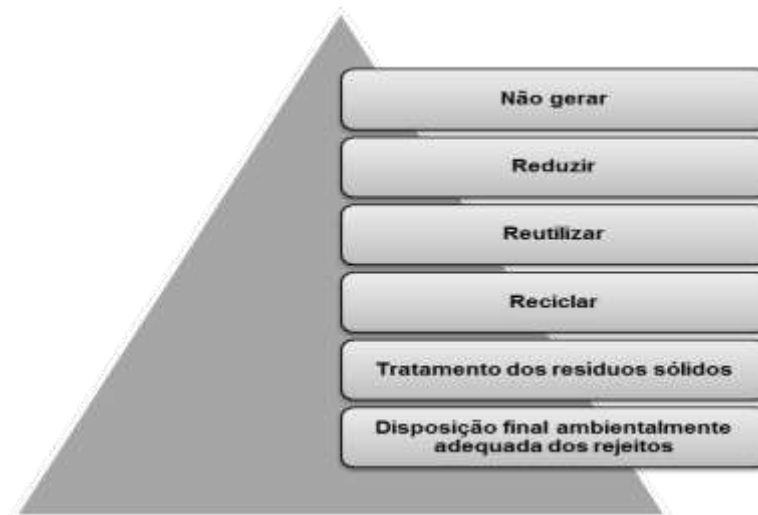 Não gerar
Reduzir
Reutilizar
Reciclar
Tratamento dos resíduos sólidos
Disposição final ambientalmente
adequada dos rejeitos